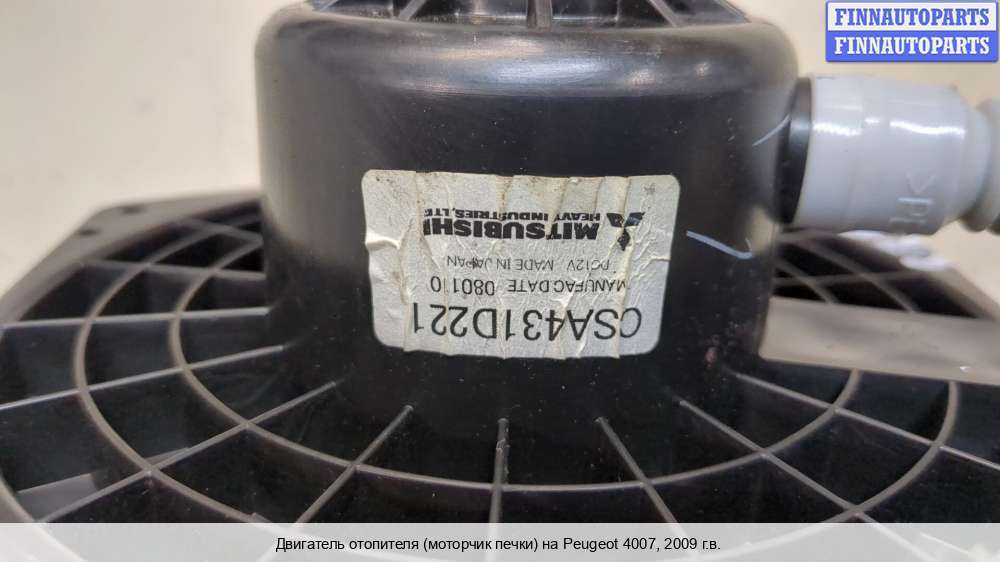 FINNAUTOPARTS
FINNAUTOPARTS
CSA431D221
MANUFAC DATE 080110
DC12V MADE IN JAPAN
MITSUBISHI
HEAVY INDUSTRIES, LTD
Двигатель отопителя (моторчик печки) на Peugeot 4007, 2009 г.в.